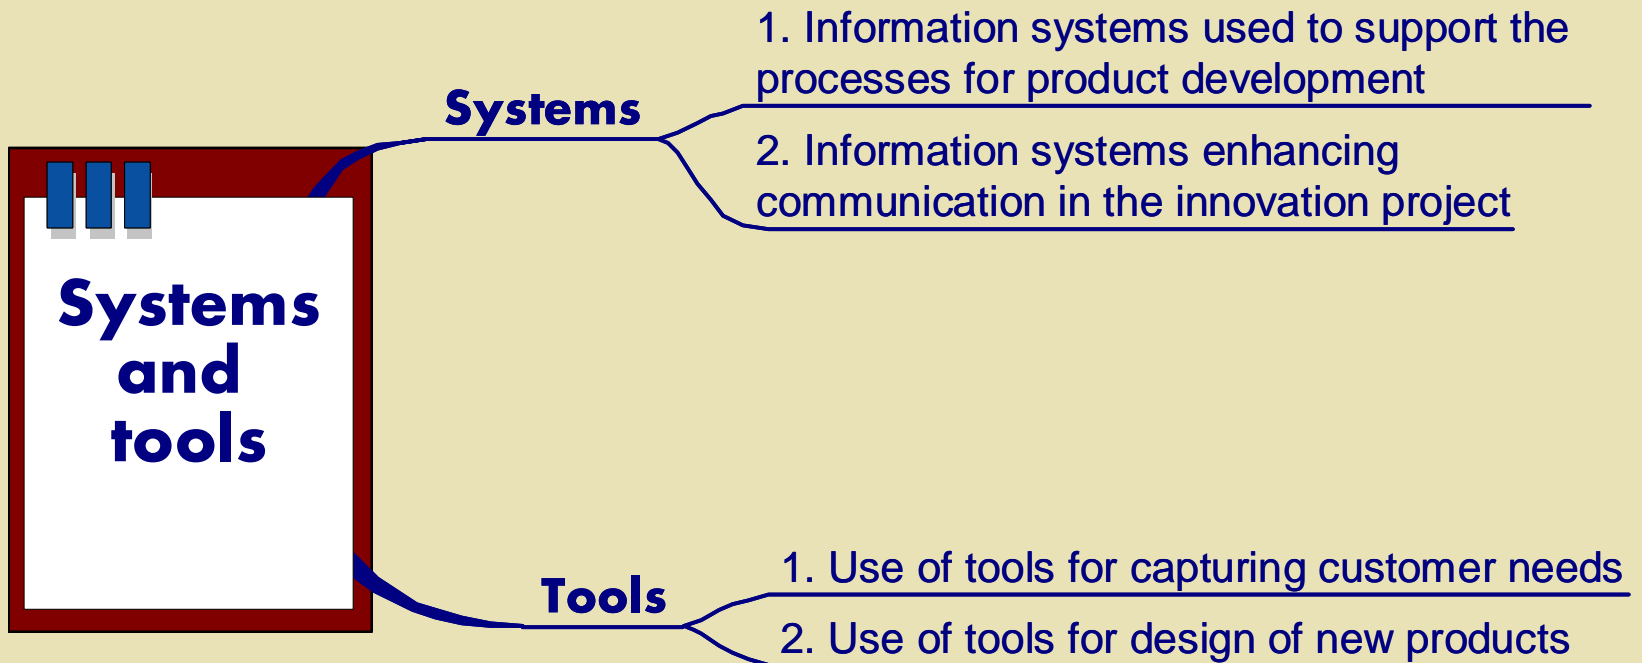 Systems
and
tools
Systems
1. Information systems used to support the
processes for product development
2. Information systems enhancing
communication in the innovation project
Tools
1. Use of tools for capturing customer needs
2. Use of tools for design of new products